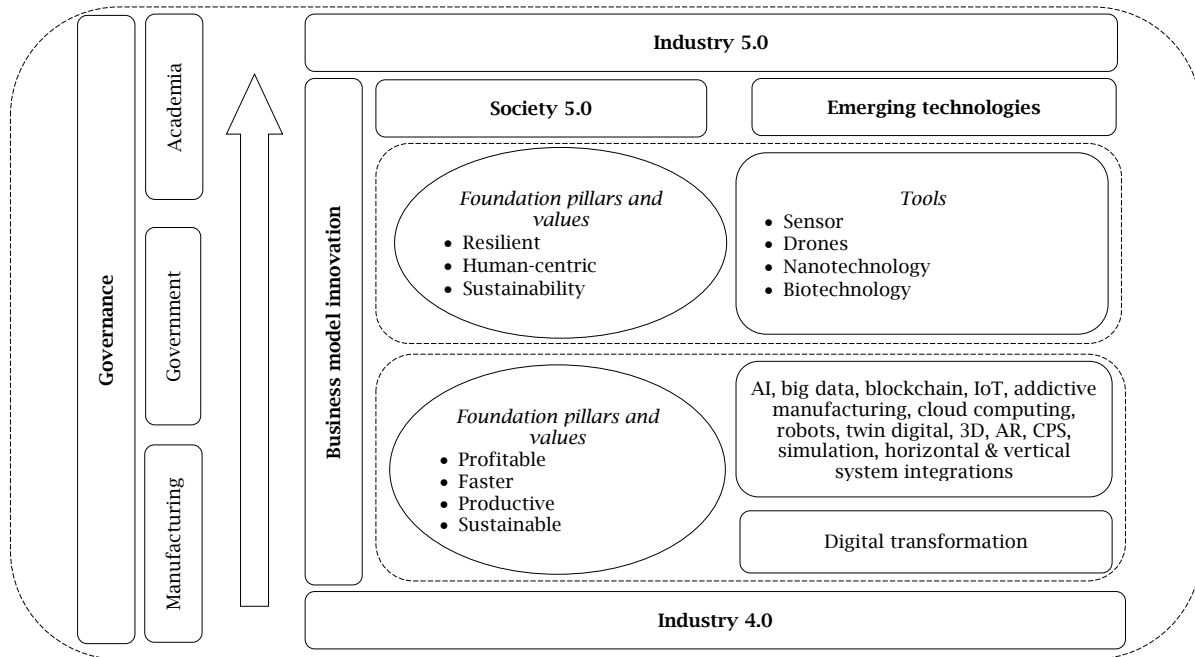 Governance
Academia
Government
Manufacturing
Industry 5.0
Business model innovation
Society 5.0
Emerging technologies
Foundation pillars and
values
• Resilient
• Human-centric
• Sustainability
Tools
• Sensor
• Drones
• Nanotechnology
• Biotechnology
Foundation pillars and
values
• Profitable
• Faster
• Productive
• Sustainable
AI, big data, blockchain, IoT, addictive
manufacturing, cloud computing,
robots, twin digital, 3D, AR, CPS,
simulation, horizontal & vertical
system integrations
Digital transformation
Industry 4.0